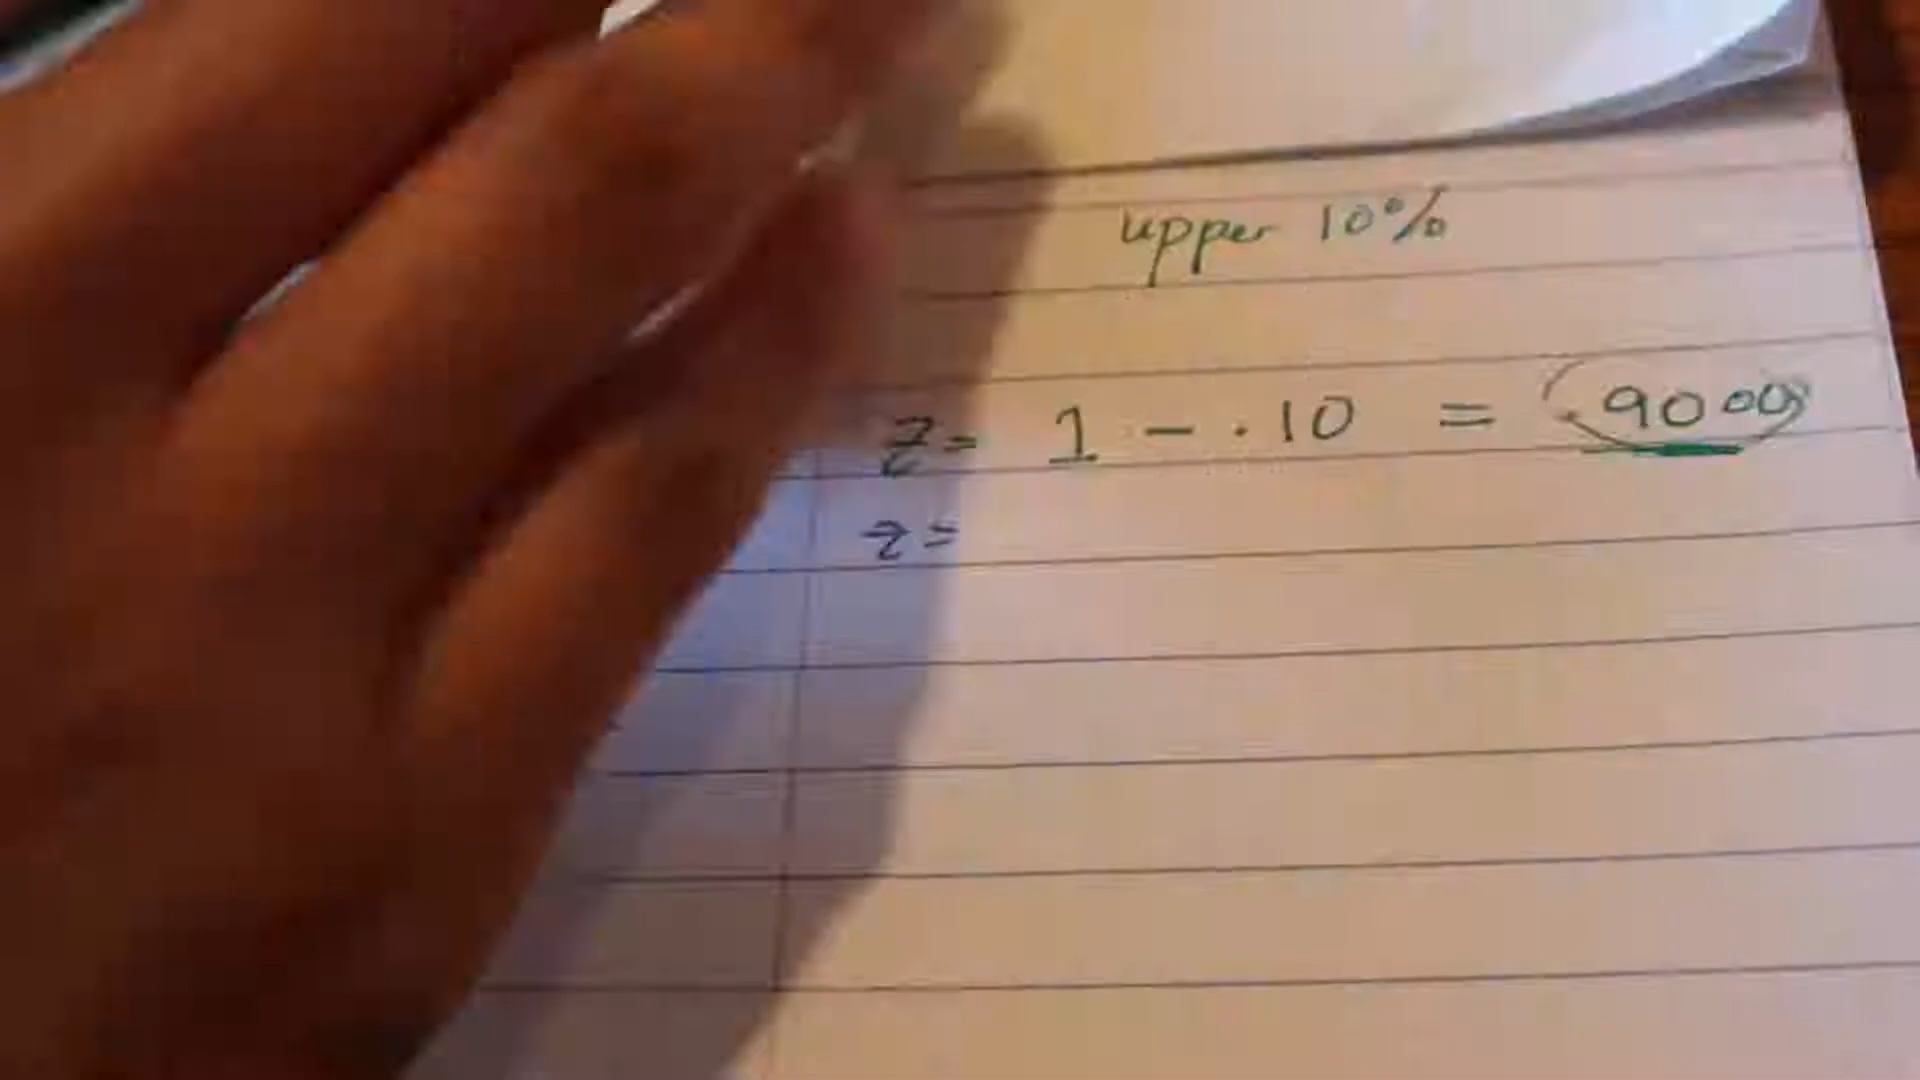 upper 10%
z= 1 - .10 = (.9000)
z=